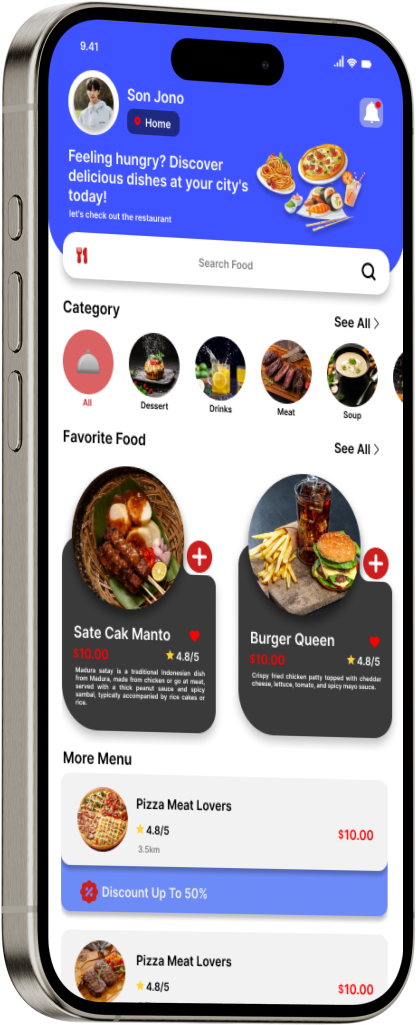 9.41
Son Jono
Home
Feeling hungry? Discover
delicious dishes at your city's
today!
let's check out the restaurant
Search Food
Category
See All
All
Dessert
Drinks
Meat
Soup
Favorite Food
See All
Sate Cak Manto
$10.00
4.8/5
Madura satay is a traditional Indonesian dish
from Madura, made from chicken or go at meat,
served with a thick peanut sauce and spicy
sambal, typically accompanied by rice cakes or
rice.
Burger Queen
$10.00
4.8/5
Crispy fried chicken patty topped with cheddar
cheese, lettuce, tomato, and spicy mayo sauce.
More Menu
Pizza Meat Lovers
4.8/5
$10.00
3.5km
Discount Up To 50%
Pizza Meat Lovers
4.8/5
$10.00